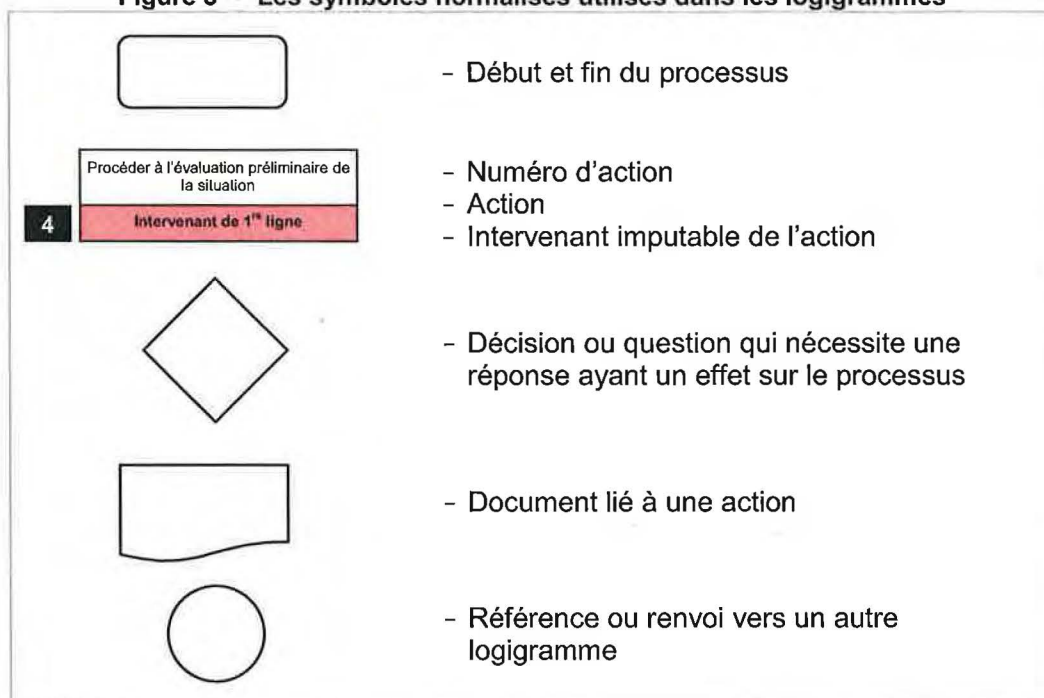 Les symboles normalisés utilisés dans les logigrammes
- Début et fin du processus
Procéder à l'évaluation préliminaire de
la situation
4
Intervenant de 1re ligne
- Numéro d'action
- Action
- Intervenant imputable de l'action
- Décision ou question qui nécessite une
réponse ayant un effet sur le processus
- Document lié à une action
- Référence ou renvoi vers un autre
logigramme